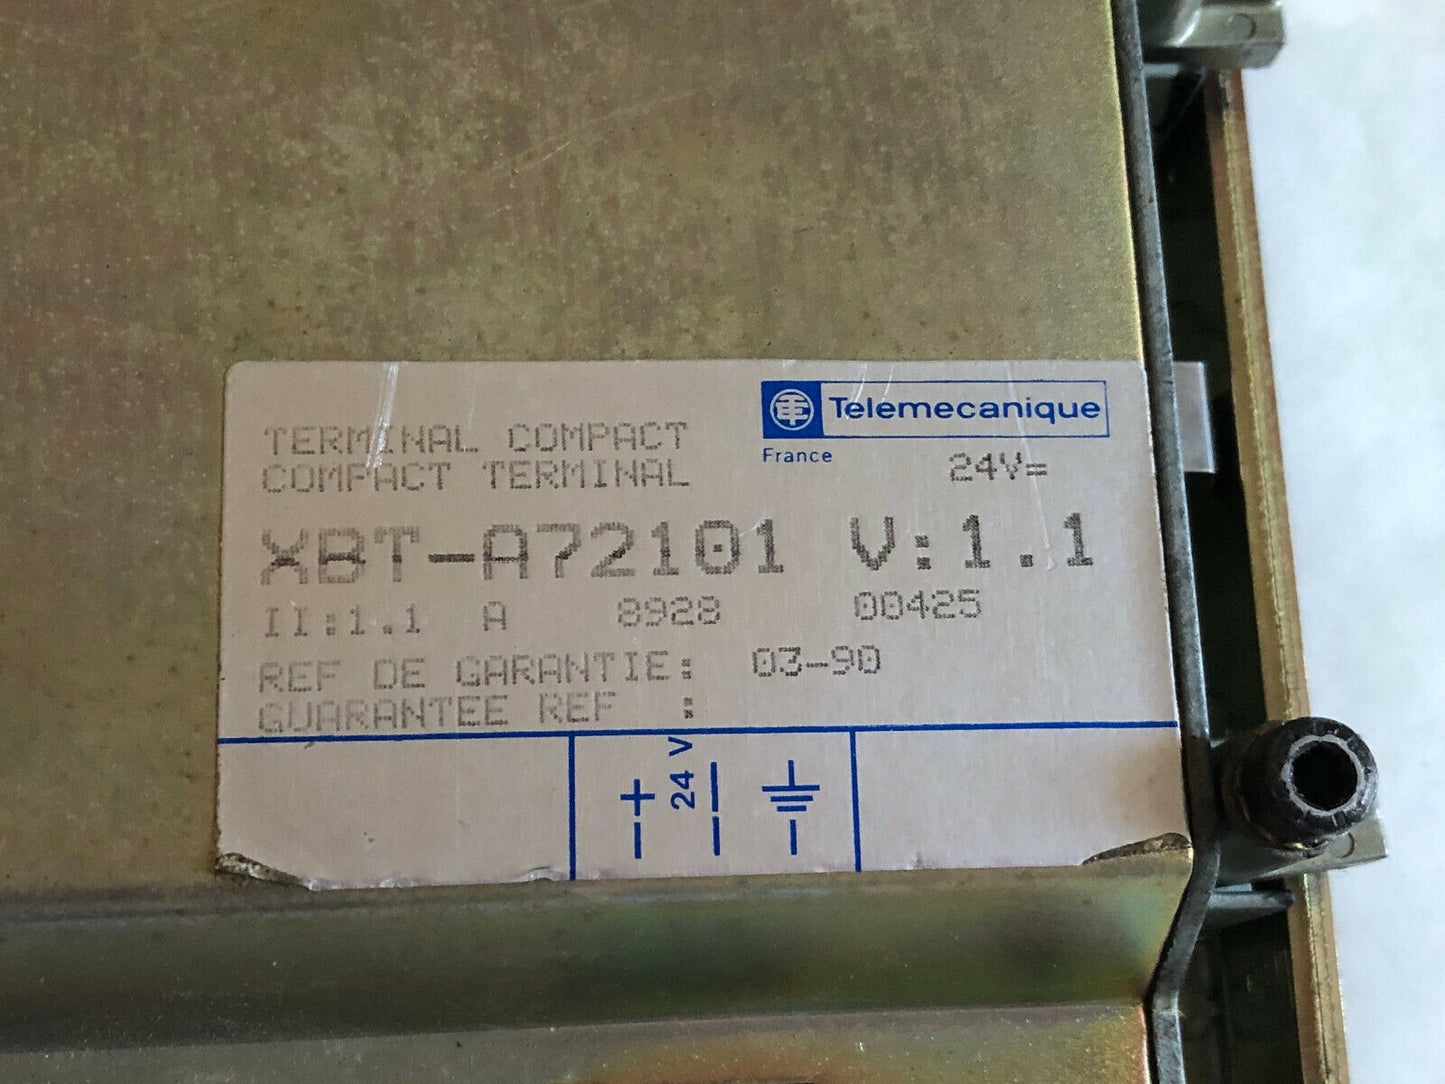 Telemecanique
France
TERMINAL COMPACT
COMPACT TERMINAL
24V=
XBT-A72101 V:1.1
II:1.1 A 8928 00425
REF DE GARANTIE: 03-90
GUARANTEE REF :
+ 24 V -